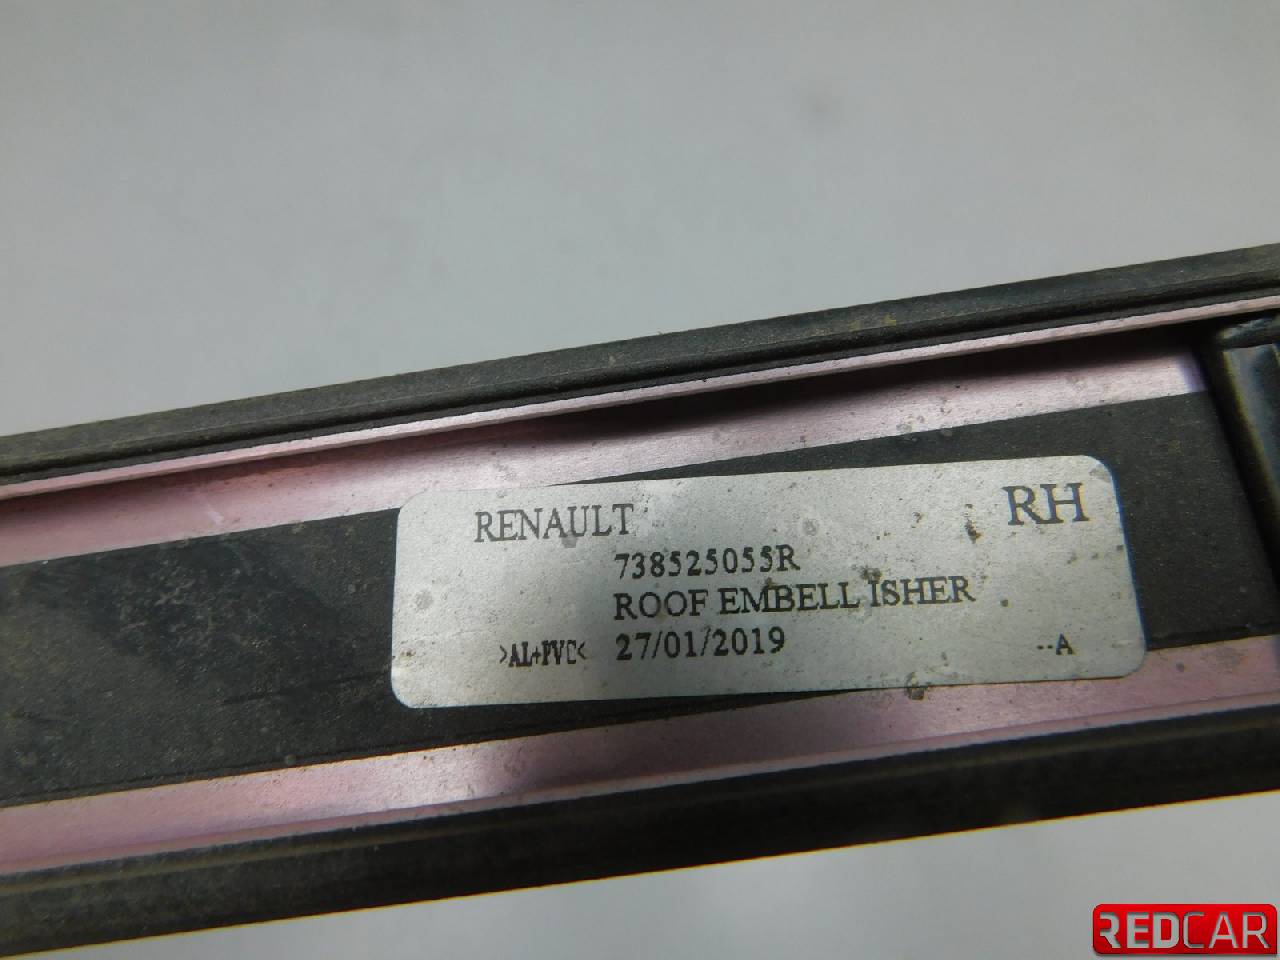 RENAULT RH
738525055R
ROOF EMBELL ISHER
>AL+PVC< 27/01/2019 --A
REDCAR